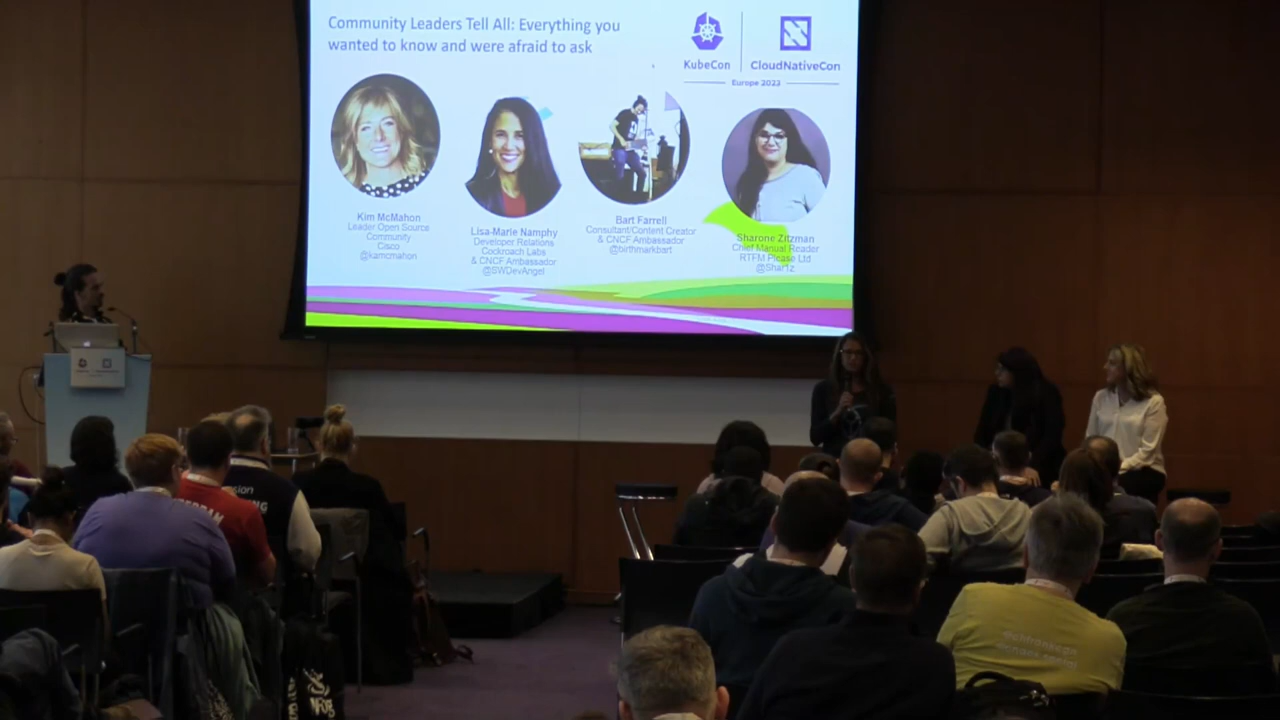 Community Leaders Tell All: Everything you
wanted to know and were afraid to ask
KubeCon
CloudNativeCon
Europe 2023
Kim McMahon
Leader Open Source
Community
Cisco
@kamcmahon
Lisa-Marie Namphy
Developer Relations
Cockroach Labs
& CNCF Ambassador
@SWDevAngel
Bart Farrell
Consultant/Content Creator
& CNCF Ambassador
@birthmarkbart
Sharone Zitzman
Chief Manual Reader
RTFM Please Ltd
@Shar1z